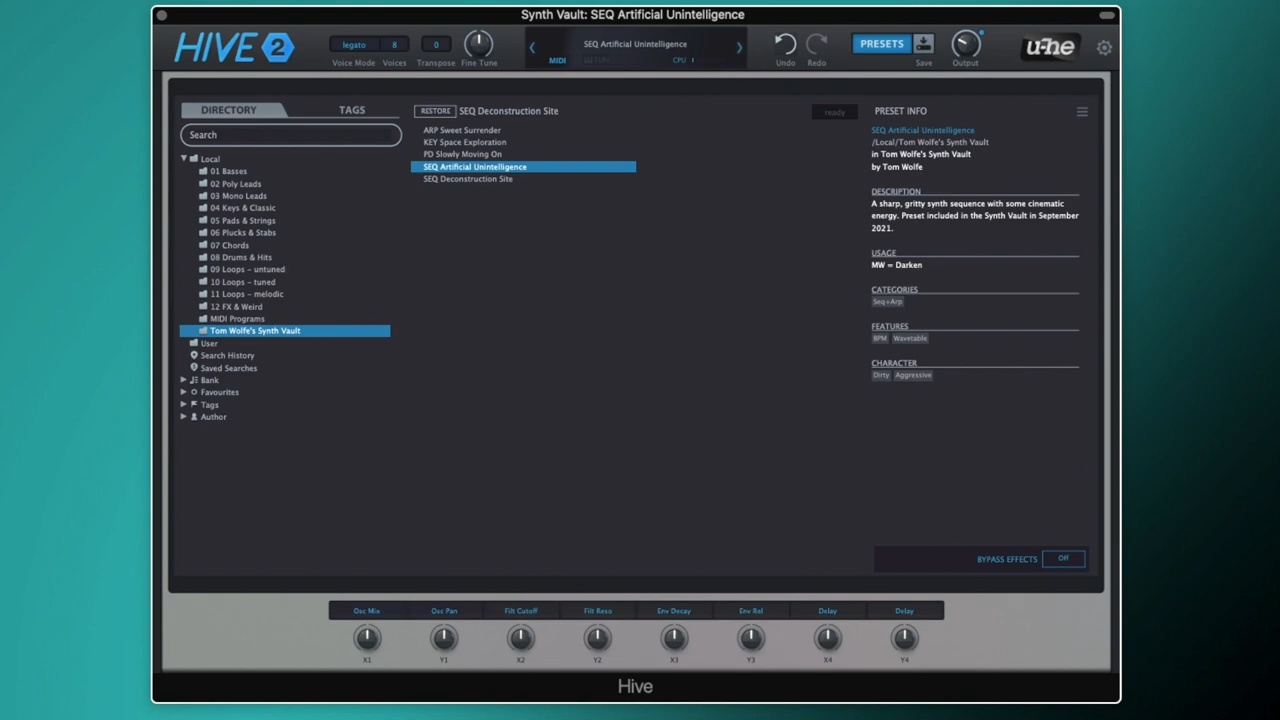 Synth Vault: SEQ Artificial Unintelligence
HIVE 2
legato 8 0
Voice Mode Voices Transpose Fine Tune
SEQ Artificial Unintelligence
MIDI CPU
Undo Redo
PRESETS
Save
Output
u-he
DIRECTORY TAGS
Search
Local
01 Basses
02 Poly Leads
03 Mono Leads
04 Keys & Classic
05 Pads & Strings
06 Plucks & Stabs
07 Chords
08 Drums & Hits
09 Loops - untuned
10 Loops - tuned
11 Loops - melodic
12 FX & Weird
MIDI Programs
Tom Wolfe's Synth Vault
User
Search History
Saved Searches
Bank
Favourites
Tags
Author
RESTORE SEQ Deconstruction Site
ready
ARP Sweet Surrender
KEY Space Exploration
PD Slowly Moving On
SEQ Artificial Unintelligence
SEQ Deconstruction Site
PRESET INFO
SEQ Artificial Unintelligence
/Local/Tom Wolfe's Synth Vault
in Tom Wolfe's Synth Vault
by Tom Wolfe
DESCRIPTION
A sharp, gritty synth sequence with some cinematic
energy. Preset included in the Synth Vault in September
2021.
USAGE
MW = Darken
CATEGORIES
Seq+Arp
FEATURES
BPM Wavetable
CHARACTER
Dirty Aggressive
BYPASS EFFECTS Off
Osc Mix Osc Pan Filt Cutoff Filt Reso Env Decay Env Rel Delay Delay
X1 Y1 X2 Y2 X3 Y3 X4 Y4
Hive